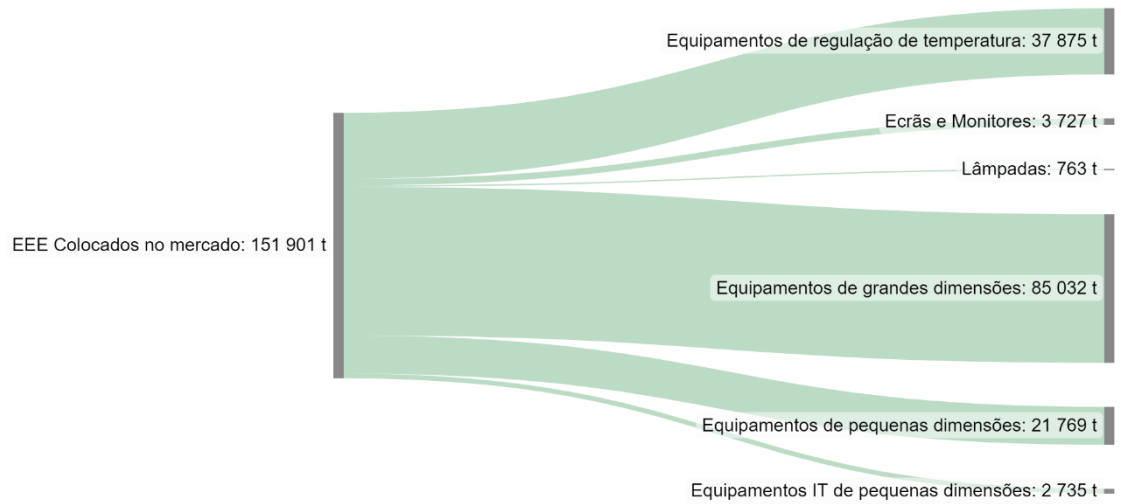 Equipamentos de regulação de temperatura: 37 875 t
Ecrãs e Monitores: 3 727 t
Lâmpadas: 763 t
EEE Colocados no mercado: 151 901 t
Equipamentos de grandes dimensões: 85 032 t
Equipamentos de pequenas dimensões: 21 769 t
Equipamentos IT de pequenas dimensões: 2 735 t